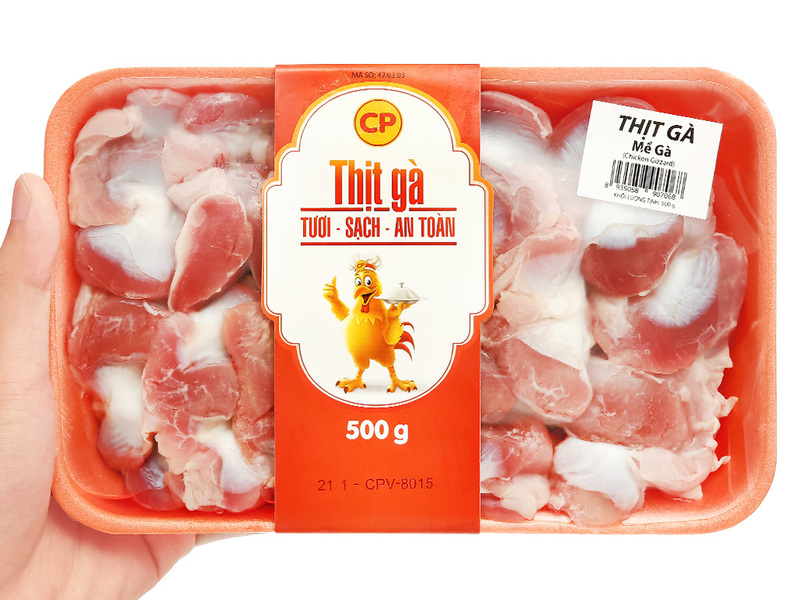 MÃ SỐ: 47.03.03
CP
Thịt gà
TƯƠI - SẠCH - AN TOÀN
500 g
21 1 - CPV-8015
THỊT GÀ
Mề Gà
(Chicken Gizzard)
8 935058 907068
KHỐI LƯỢNG TỊNH: 500 g